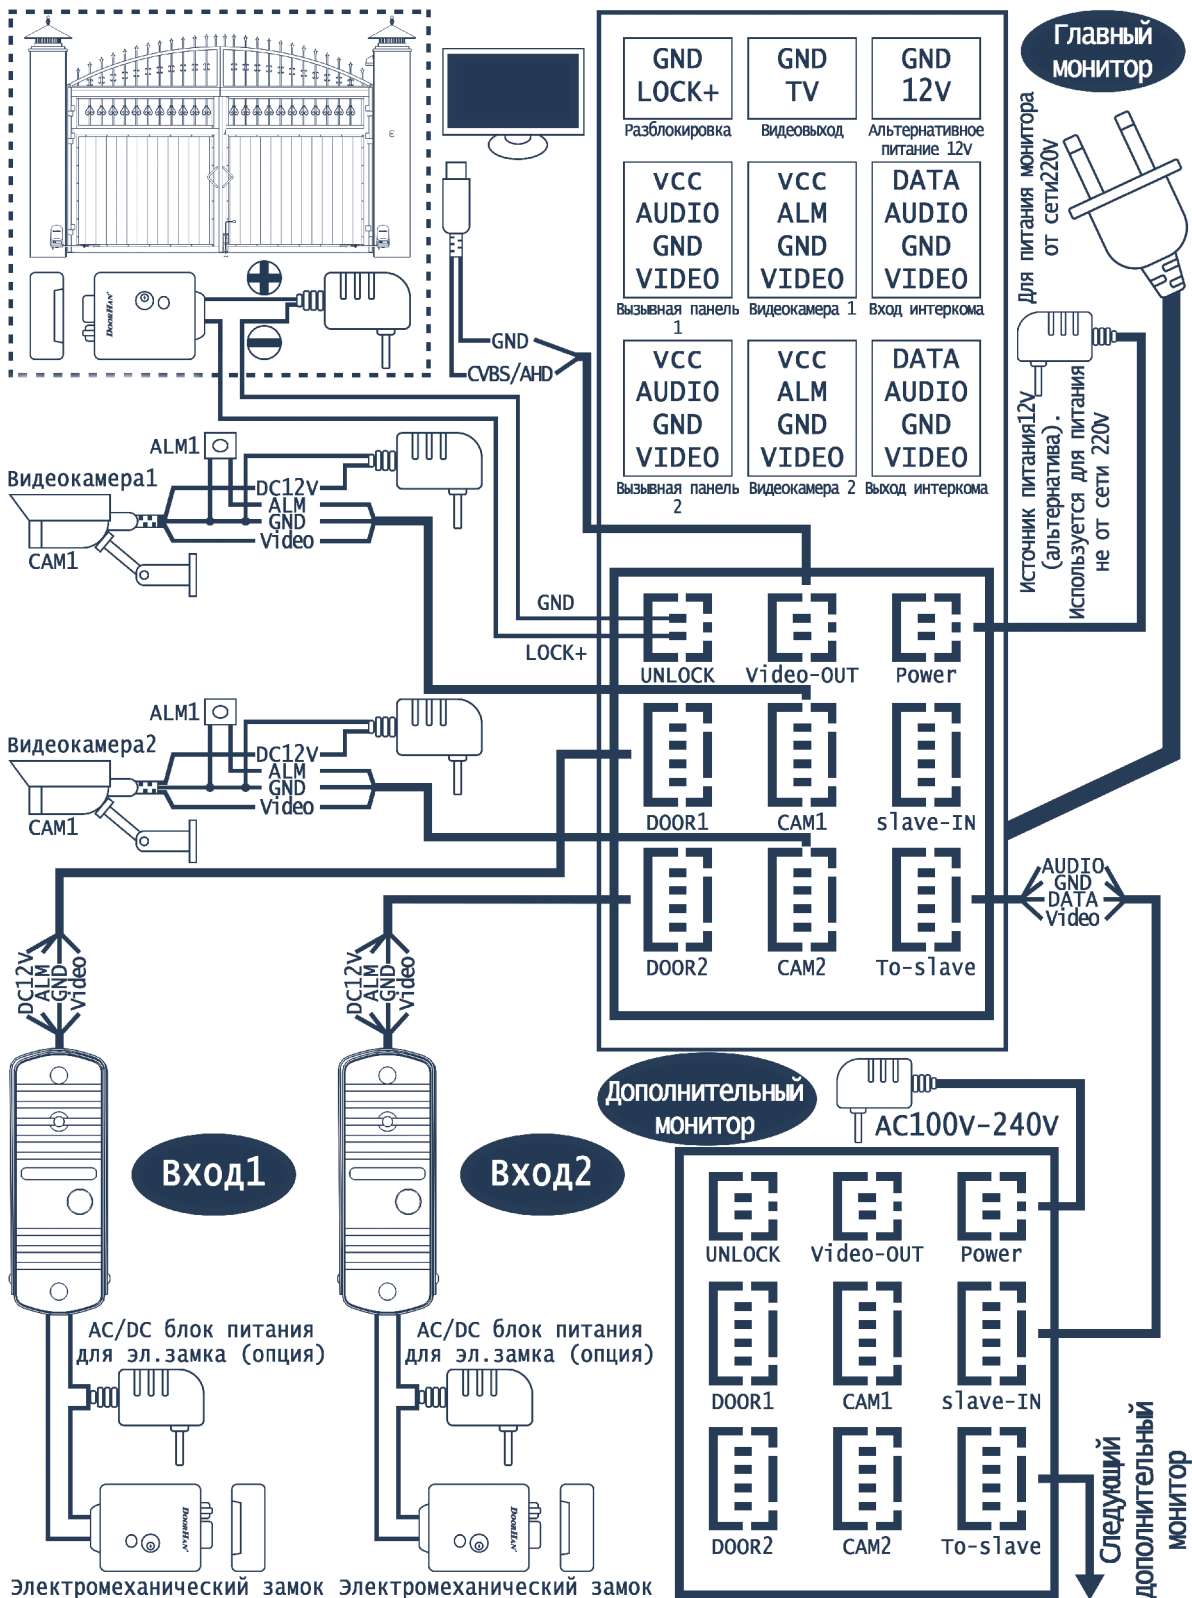 Главный
монитор
GND
LOCK+
Разблокировка
GND
TV
Видеовыход
GND
12V
Альтернативное
питание 12v
VCC
AUDIO
GND
VIDEO
Вызывная панель
1
VCC
ALM
GND
VIDEO
Видеокамера 1
DATA
AUDIO
GND
VIDEO
Вход интеркома
VCC
AUDIO
GND
VIDEO
Вызывная панель
2
VCC
ALM
GND
VIDEO
Видеокамера 2
DATA
AUDIO
GND
VIDEO
Выход интеркома
Для питания монитора
от сети220v
Источник питания12v
(альтернатива).
Используется для питания
не от сети 220v
DOORHAN
GND
CVBS/AHD
ALM1
Видеокамера1
DC12V
ALM
GND
Video
CAM1
GND
LOCK+
UNLOCK
Video-OUT
Power
ALM1
Видеокамера2
DC12V
ALM
GND
Video
CAM1
DOOR1
CAM1
slave-IN
DOOR2
CAM2
To-slave
AUDIO
GND
DATA
Video
DC12V
ALM
GND
Video
DC12V
ALM
GND
Video
Вход1
Вход2
Дополнительный
монитор
AC100V-240V
UNLOCK
Video-OUT
Power
DOOR1
CAM1
slave-IN
DOOR2
CAM2
To-slave
Следующий
дополнительный
монитор
AC/DC блок питания
для эл.замка (опция)
AC/DC блок питания
для эл.замка (опция)
DOORHAN
DOORHAN
Электромеханический замок
Электромеханический замок